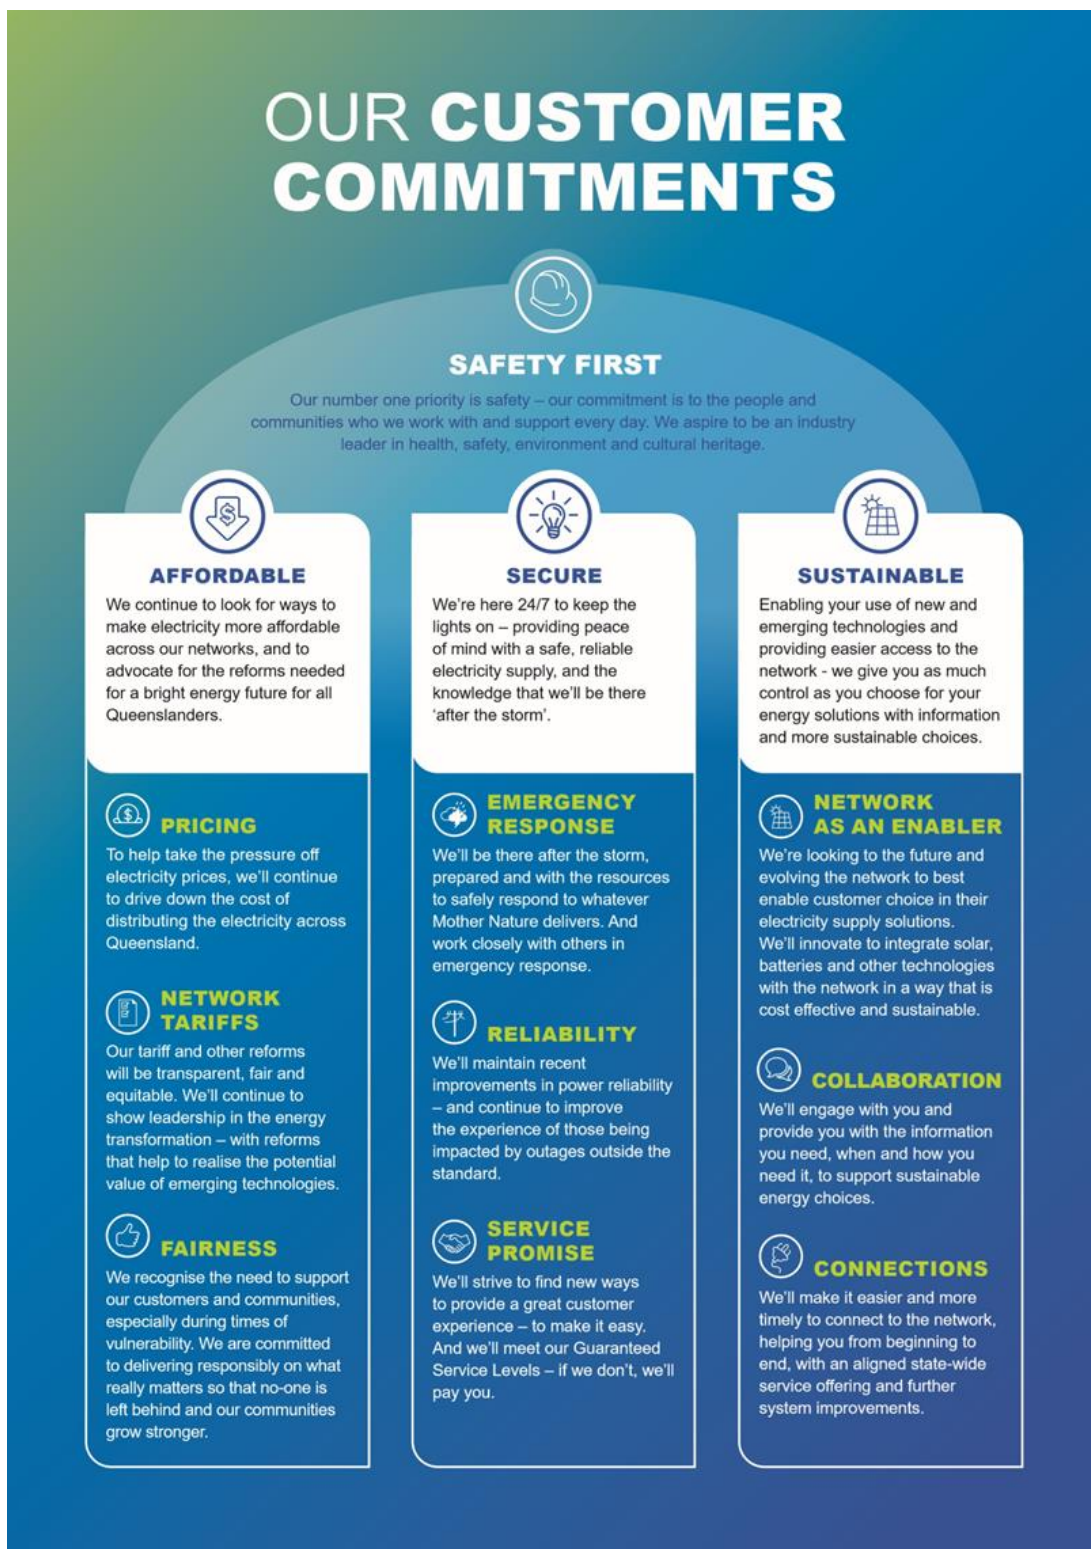 OUR CUSTOMER
COMMITMENTS
SAFETY FIRST
Our number one priority is safety – our commitment is to the people and
communities who we work with and support every day. We aspire to be an industry
leader in health, safety, environment and cultural heritage.
AFFORDABLE
We continue to look for ways to
make electricity more affordable
across our networks, and to
advocate for the reforms needed
for a bright energy future for all
Queenslanders.
PRICING
To help take the pressure off
electricity prices, we'll continue
to drive down the cost of
distributing the electricity across
Queensland.
NETWORK
TARIFFS
Our tariff and other reforms
will be transparent, fair and
equitable. We'll continue to
show leadership in the energy
transformation – with reforms
that help to realise the potential
value of emerging technologies.
FAIRNESS
We recognise the need to support
our customers and communities,
especially during times of
vulnerability. We are committed
to delivering responsibly on what
really matters so that no-one is
left behind and our communities
grow stronger.
SECURE
We're here 24/7 to keep the
lights on – providing peace
of mind with a safe, reliable
electricity supply, and the
knowledge that we'll be there
'after the storm'.
EMERGENCY
RESPONSE
We'll be there after the storm,
prepared and with the resources
to safely respond to whatever
Mother Nature delivers. And
work closely with others in
emergency response.
RELIABILITY
We'll maintain recent
improvements in power reliability
– and continue to improve
the experience of those being
impacted by outages outside the
standard.
SERVICE
PROMISE
We'll strive to find new ways
to provide a great customer
experience – to make it easy.
And we'll meet our Guaranteed
Service Levels – if we don't, we'll
pay you.
SUSTAINABLE
Enabling your use of new and
emerging technologies and
providing easier access to the
network - we give you as much
control as you choose for your
energy solutions with information
and more sustainable choices.
NETWORK
AS AN ENABLER
We're looking to the future and
evolving the network to best
enable customer choice in their
electricity supply solutions.
We'll innovate to integrate solar,
batteries and other technologies
with the network in a way that is
cost effective and sustainable.
COLLABORATION
We'll engage with you and
provide you with the information
you need, when and how you
need it, to support sustainable
energy choices.
CONNECTIONS
We'll make it easier and more
timely to connect to the network,
helping you from beginning to
end, with an aligned state-wide
service offering and further
system improvements.